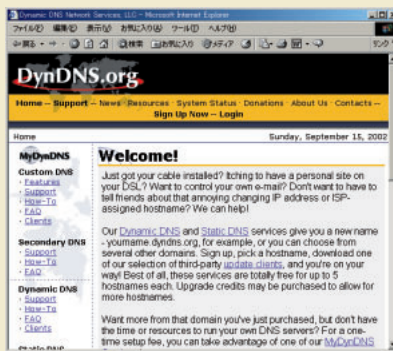 Dynamic DNS Network Services, LLC - Microsoft Internet Explorer
ファイル(F) 編集(E) 表示(V) お気に入り(A) ツール(T) ヘルプ(H)
戻る 検索 お気に入り メディア リンク
DynDNS.org
Home – Support – News · Resources · System Status · Donations · About Us · Contacts –
Sign Up Now – Login
Home Sunday, September 15, 2002
MyDynDNS
Custom DNS
· Features
· Support
· How-To
· FAQ
· Clients
Secondary DNS
· Support
· How-To
· FAQ
Dynamic DNS
· Support
· How-To
· FAQ
· Clients
Static DNS
Welcome!
Just got your cable installed? Itching to have a personal site on
your DSL? Want to control your own e-mail? Don't want to have to
tell friends about that annoying changing IP address or ISP-
assigned hostname? We can help!
Our Dynamic DNS and Static DNS services give you a new name
- yourname.dyndns.org, for example, or you can choose from
several other domains. Sign up, pick a hostname, download one
of our selection of third-party update clients, and you're on your
way! Best of all, these services are totally free for up to 5
hostnames each. Upgrade credits may be purchased to allow for
more hostnames.
Want more from that domain you've just purchased, but don't have
the time or resources to run your own DNS servers? For a one-
time setup fee, you can take advantage of one of our MyDynDNS